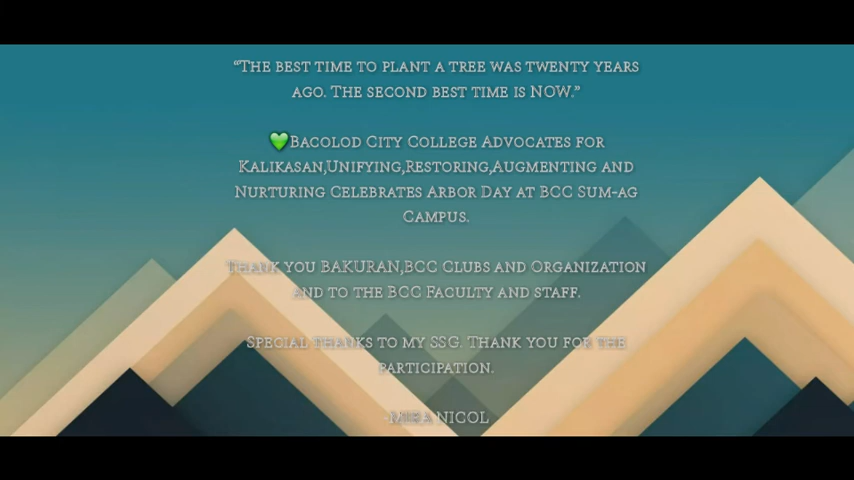 “The best time to plant a tree was twenty years
ago. The second best time is NOW.”
💚Bacolod City College Advocates for
Kalikasan,Unifying,Restoring,Augmenting and
Nurturing celebrates Arbor Day at BCC Sum-ag
Campus.
Thank you BAKURAN,BCC Clubs and Organization
and to the BCC Faculty and staff.
Special thanks to my SSG. Thank you for the
participation.
-MIKA NICOL